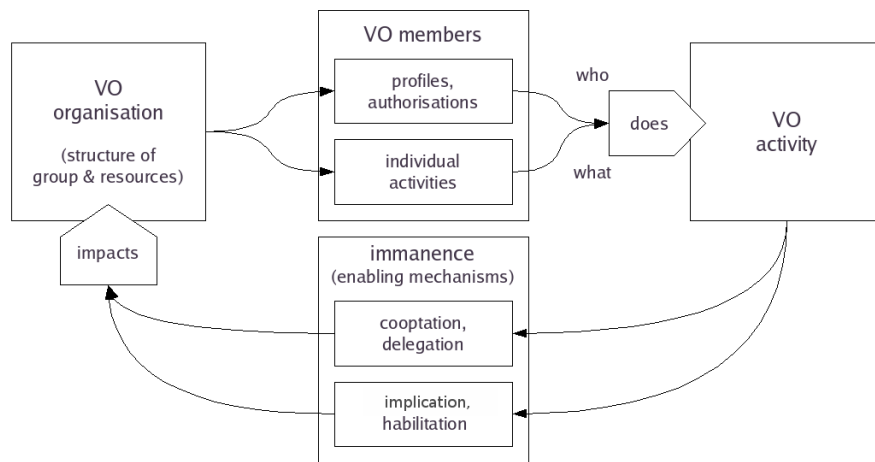 VO
organisation
(structure of
group & resources)
impacts
VO members
profiles,
authorisations
individual
activities
who
what
does
VO
activity
immanence
(enabling mechanisms)
cooptation,
delegation
implication,
habilitation